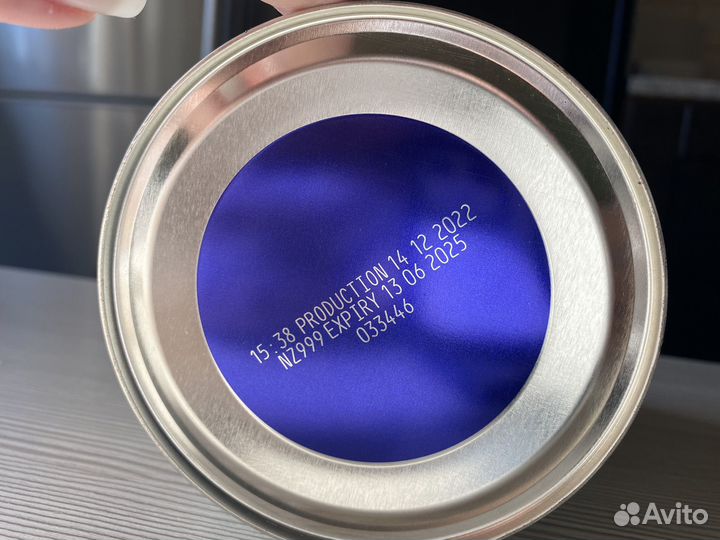 15:38 PRODUCTION 14 12 2022
NZ999 EXPIRY 13 06 2025
033446
Avito